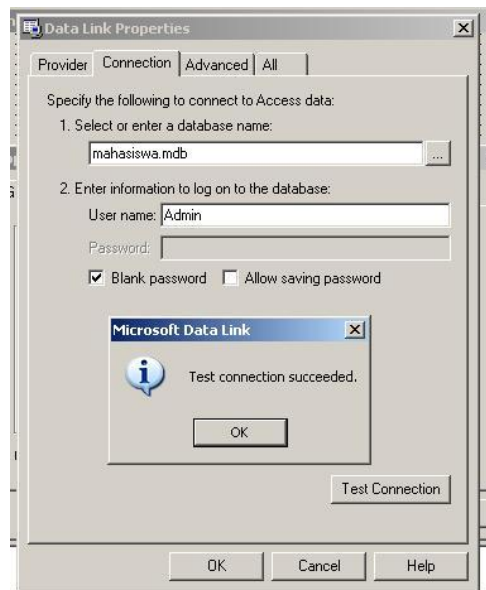 Data Link Properties
Provider Connection Advanced All
Specify the following to connect to Access data:
1. Select or enter a database name:
mahasiswa.mdb ...
2. Enter information to log on to the database:
User name: Admin
Password:
Blank password Allow saving password
Microsoft Data Link
Test connection succeeded.
OK
Test Connection
OK Cancel Help